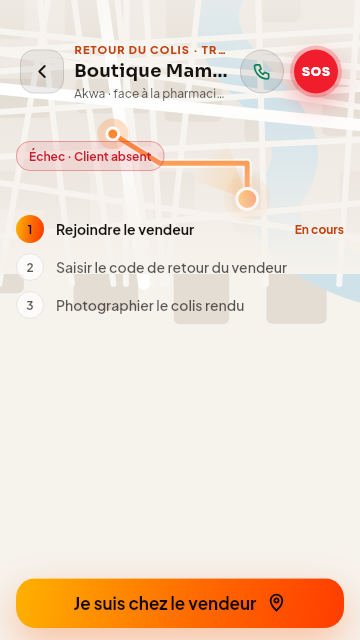 RETOUR DU COLIS · TR...
Boutique Mam...
Akwa · face à la pharmaci...
SOS
Échec · Client absent
1 Rejoindre le vendeur En cours
2 Saisir le code de retour du vendeur
3 Photographier le colis rendu
Je suis chez le vendeur